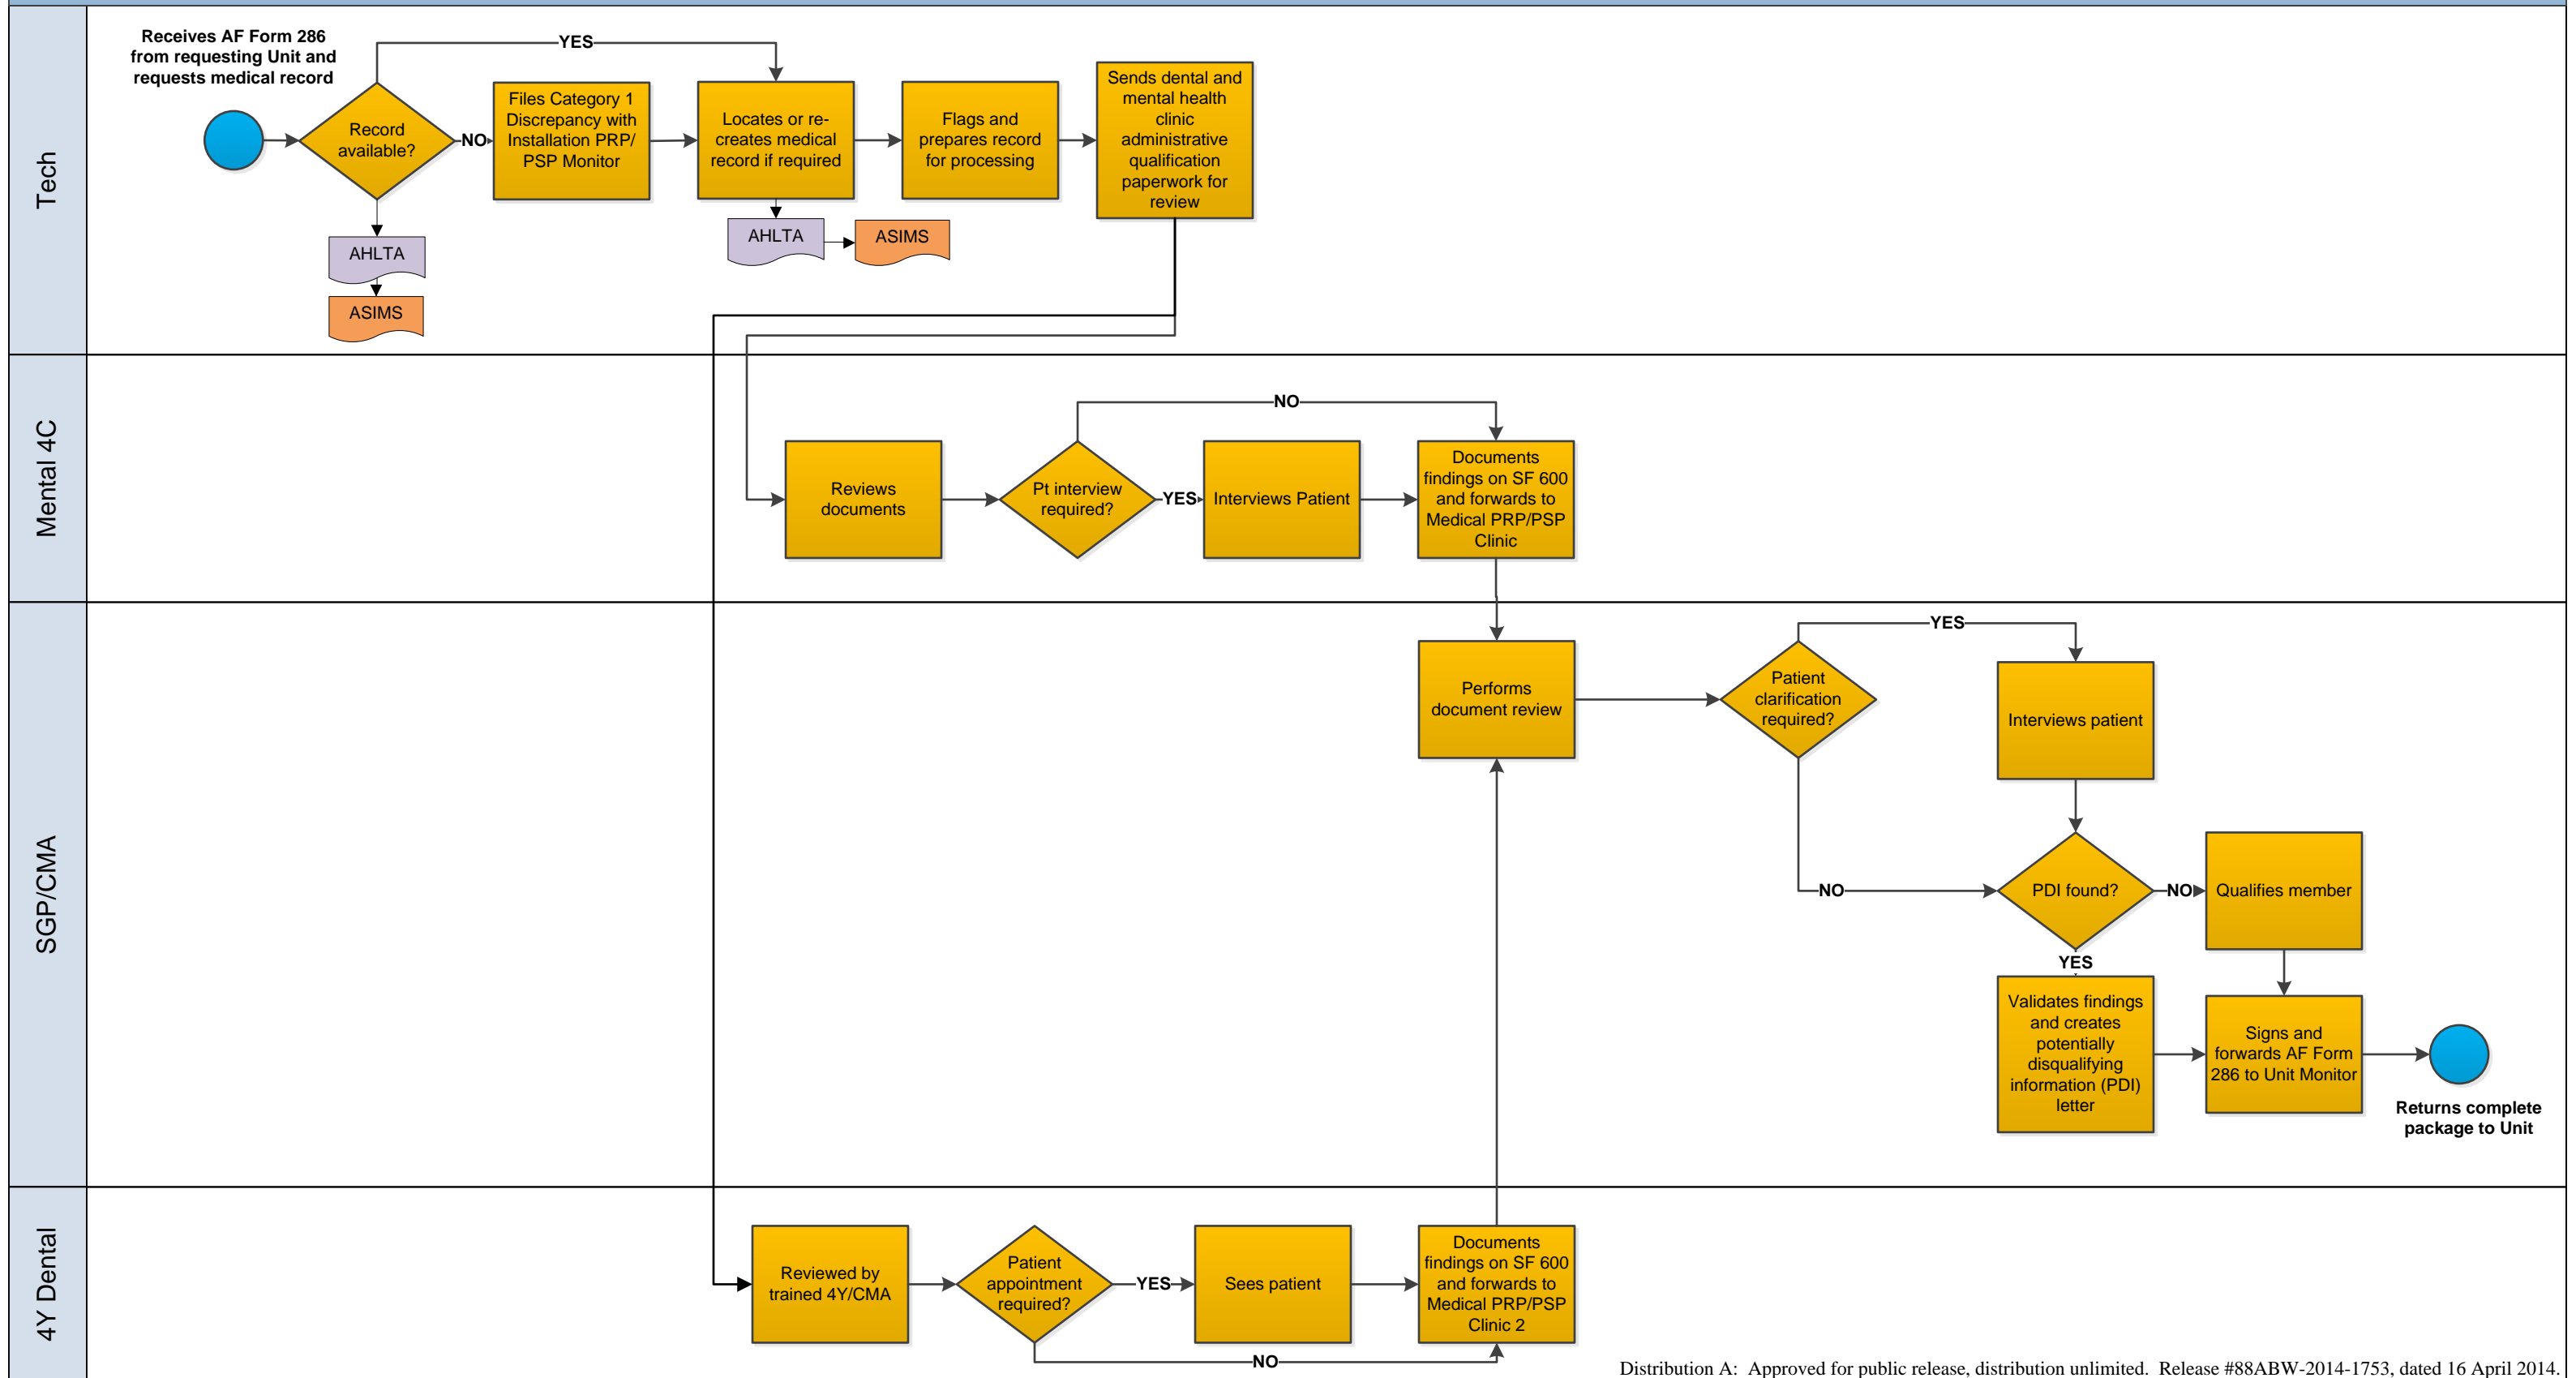 Tech
Receives AF Form 286
from requesting Unit and
requests medical record
Record
available?
YES
NO
Files Category 1
Discrepancy with
Installation PRP/
PSP Monitor
Locates or re-
creates medical
record if required
Flags and
prepares record
for processing
Sends dental and
mental health
clinic
administrative
qualification
paperwork for
review
AHLTA
ASIMS
AHLTA
ASIMS
Mental 4C
Reviews
documents
Pt interview
required?
NO
YES
Interviews Patient
Documents
findings on SF 600
and forwards to
Medical PRP/PSP
Clinic
SGP/CMA
Performs
document review
Patient
clarification
required?
YES
Interviews patient
NO
PDI found?
NO
Qualifies member
YES
Validates findings
and creates
potentially
disqualifying
information (PDI)
letter
Signs and
forwards AF Form
286 to Unit Monitor
Returns complete
package to Unit
4Y Dental
Reviewed by
trained 4Y/CMA
Patient
appointment
required?
YES
Sees patient
NO
Documents
findings on SF 600
and forwards to
Medical PRP/PSP
Clinic 2
Distribution A:  Approved for public release, distribution unlimited.  Release #88ABW-2014-1753, dated 16 April 2014.